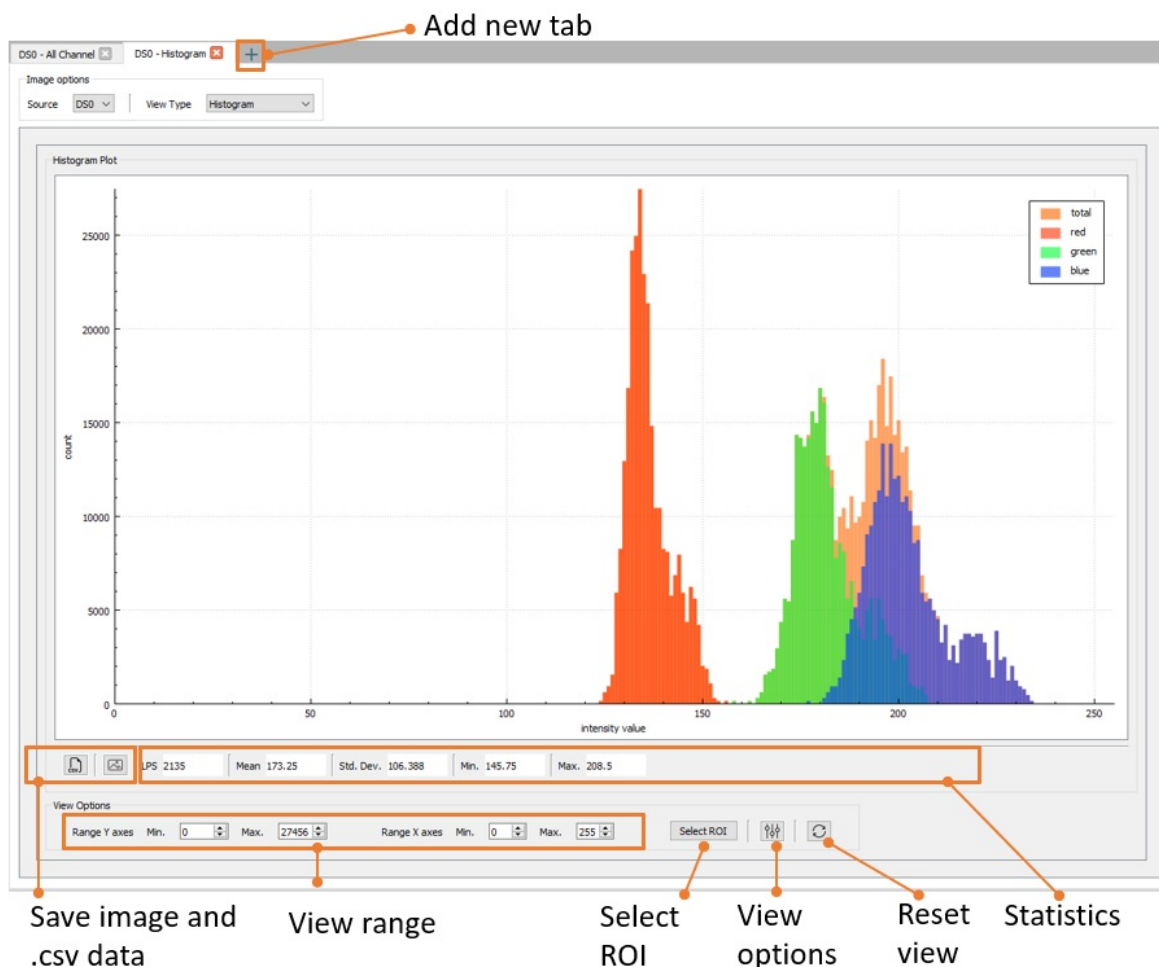 Add new tab
DS0 - All Channel
DS0 - Histogram
Image options
Source DS0 View Type Histogram
Histogram Plot
total
red
green
blue
25000
20000
15000
10000
5000
0
count
0 50 100 150 200 250
intensity value
LPS 2135 Mean 173.25 Std. Dev. 106.388 Min. 145.75 Max. 208.5
View Options
Range Y axes Min. 0 Max. 27456 Range X axes Min. 0 Max. 255 Select ROI
Save image and
.csv data
View range
Select
ROI
View
options
Reset
view
Statistics